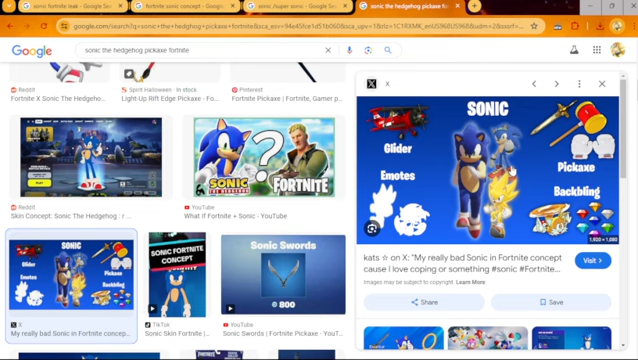 sonic fortnite leak - Google S
fortnite sonic concept - Google
sonic /super sonic - Google S
sonic the hedgehog pickaxe f
google.com/search?q=sonic+the+hedgehog+pickaxe+fortnite
Google
sonic the hedgehog pickaxe fortnite
Reddit
Fortnite X Sonic The Hedgeho...
Spirit Halloween · In stock
Light-Up Rift Edge Pickaxe - Fo...
Pinterest
Fortnite Pickaxe | Fortnite, Gamer p...
Reddit
Skin Concept: Sonic The Hedgehog : r ...
SONIC
FORTNITE
YouTube
What If Fortnite + Sonic - YouTube
SONIC
Glider
Pickaxe
Emotes
Backbling
X
My really bad Sonic in Fortnite concep...
SONIC FORTNITE
CONCEPT
TikTok
Sonic Skin Fortnite | ...
Sonic Swords
800
YouTube
Sonic Swords | Fortnite Pickaxe - YouT...
X
SONIC
Glider
Emotes
Pickaxe
Backbling
1,920 × 1,080
kats ☆ on X: "My really bad Sonic in Fortnite concept
cause I love coping or something #sonic #Fortnite...
Visit
Images may be subject to copyright. Learn More
Share
Save